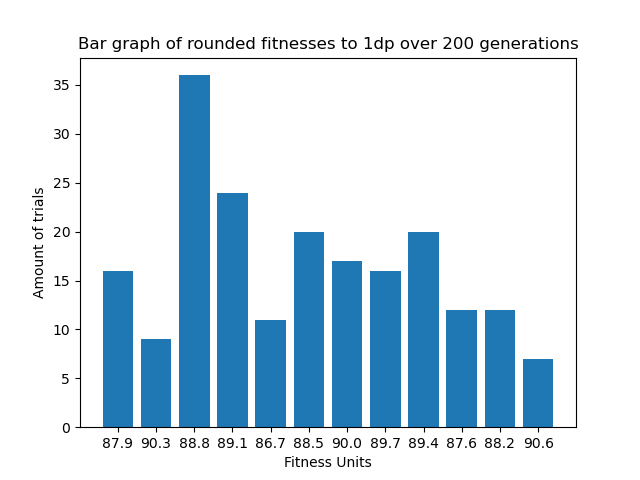 Bar graph of rounded fitnesses to 1dp over 200 generations
35
30
25
20
15
10
5
0
Amount of trials
87.9 90.3 88.8 89.1 86.7 88.5 90.0 89.7 89.4 87.6 88.2 90.6
Fitness Units